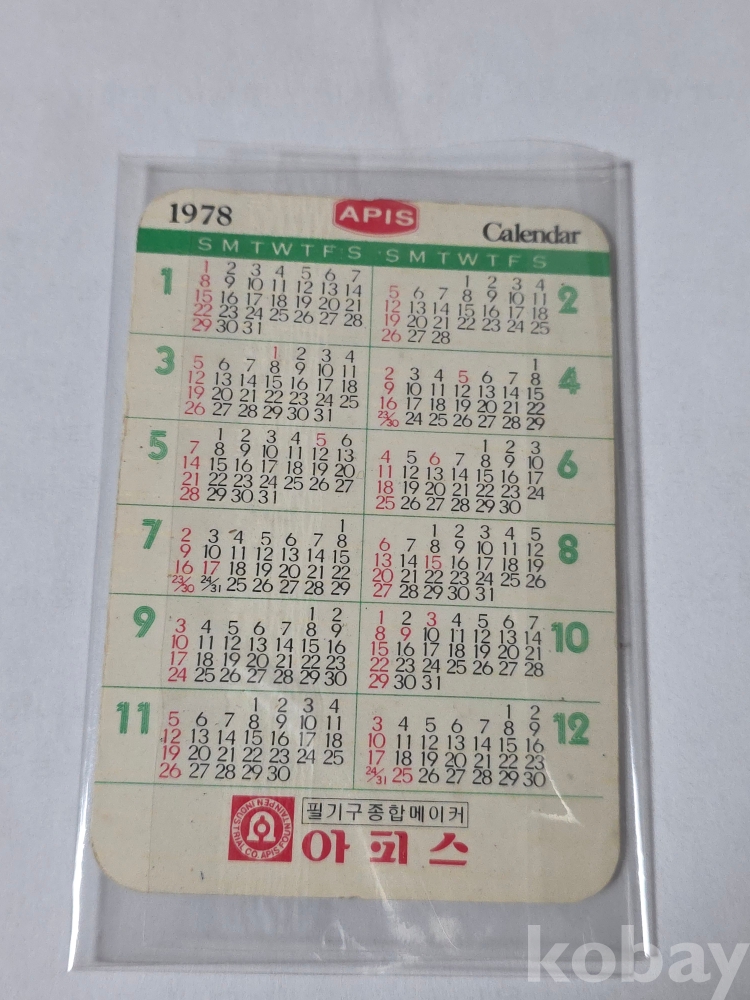 1978 APIS Calendar
S M T W T F S S M T W T F S
1
1 2 3 4 5 6 7
8 9 10 11 12 13 14
15 16 17 18 19 20 21
22 23 24 25 26 27 28
29 30 31
2
1 2 3 4
5 6 7 8 9 10 11
12 13 14 15 16 17 18
19 20 21 22 23 24 25
26 27 28
3
1 2 3 4
5 6 7 8 9 10 11
12 13 14 15 16 17 18
19 20 21 22 23 24 25
26 27 28 29 30 31
4
1
2 3 4 5 6 7 8
9 10 11 12 13 14 15
16 17 18 19 20 21 22
23/30 24 25 26 27 28 29
5
1 2 3 4 5 6
7 8 9 10 11 12 13
14 15 16 17 18 19 20
21 22 23 24 25 26 27
28 29 30 31
6
1 2 3
4 5 6 7 8 9 10
11 12 13 14 15 16 17
18 19 20 21 22 23 24
25 26 27 28 29 30
7
1
2 3 4 5 6 7 8
9 10 11 12 13 14 15
16 17 18 19 20 21 22
23/30 24/31 25 26 27 28 29
8
1 2 3 4 5
6 7 8 9 10 11 12
13 14 15 16 17 18 19
20 21 22 23 24 25 26
27 28 29 30 31
9
1 2
3 4 5 6 7 8 9
10 11 12 13 14 15 16
17 18 19 20 21 22 23
24 25 26 27 28 29 30
10
1 2 3 4 5 6 7
8 9 10 11 12 13 14
15 16 17 18 19 20 21
22 23 24 25 26 27 28
29 30 31
11
1 2 3 4
5 6 7 8 9 10 11
12 13 14 15 16 17 18
19 20 21 22 23 24 25
26 27 28 29 30
12
1 2
3 4 5 6 7 8 9
10 11 12 13 14 15 16
17 18 19 20 21 22 23
24/31 25 26 27 28 29 30
APIS FOUNTAINPEN INDUSTRIAL CO.
필기구종합메이커
아피스
kobay